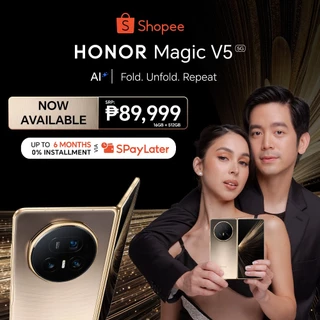 Shopee
HONOR Magic V5 5G
AI Fold. Unfold. Repeat
NOW AVAILABLE
SRP:
₱89,999
16GB + 512GB
UP TO 6 MONTHS
0% INSTALLMENT VIA SPayLater